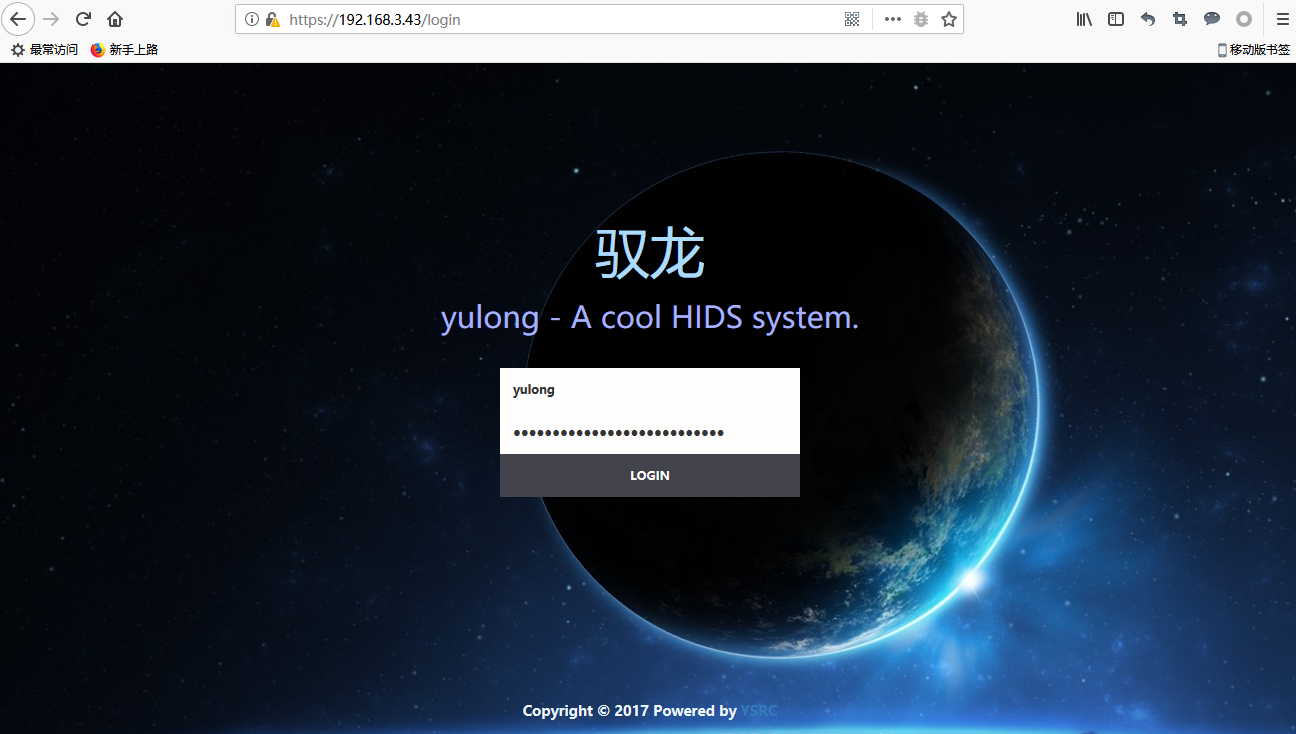 https://192.168.3.43/login
最常访问 新手上路 移动版书签
驭龙
yulong - A cool HIDS system.
yulong
•••••••••••••••••••••••••••
LOGIN
Copyright © 2017 Powered by YSRC